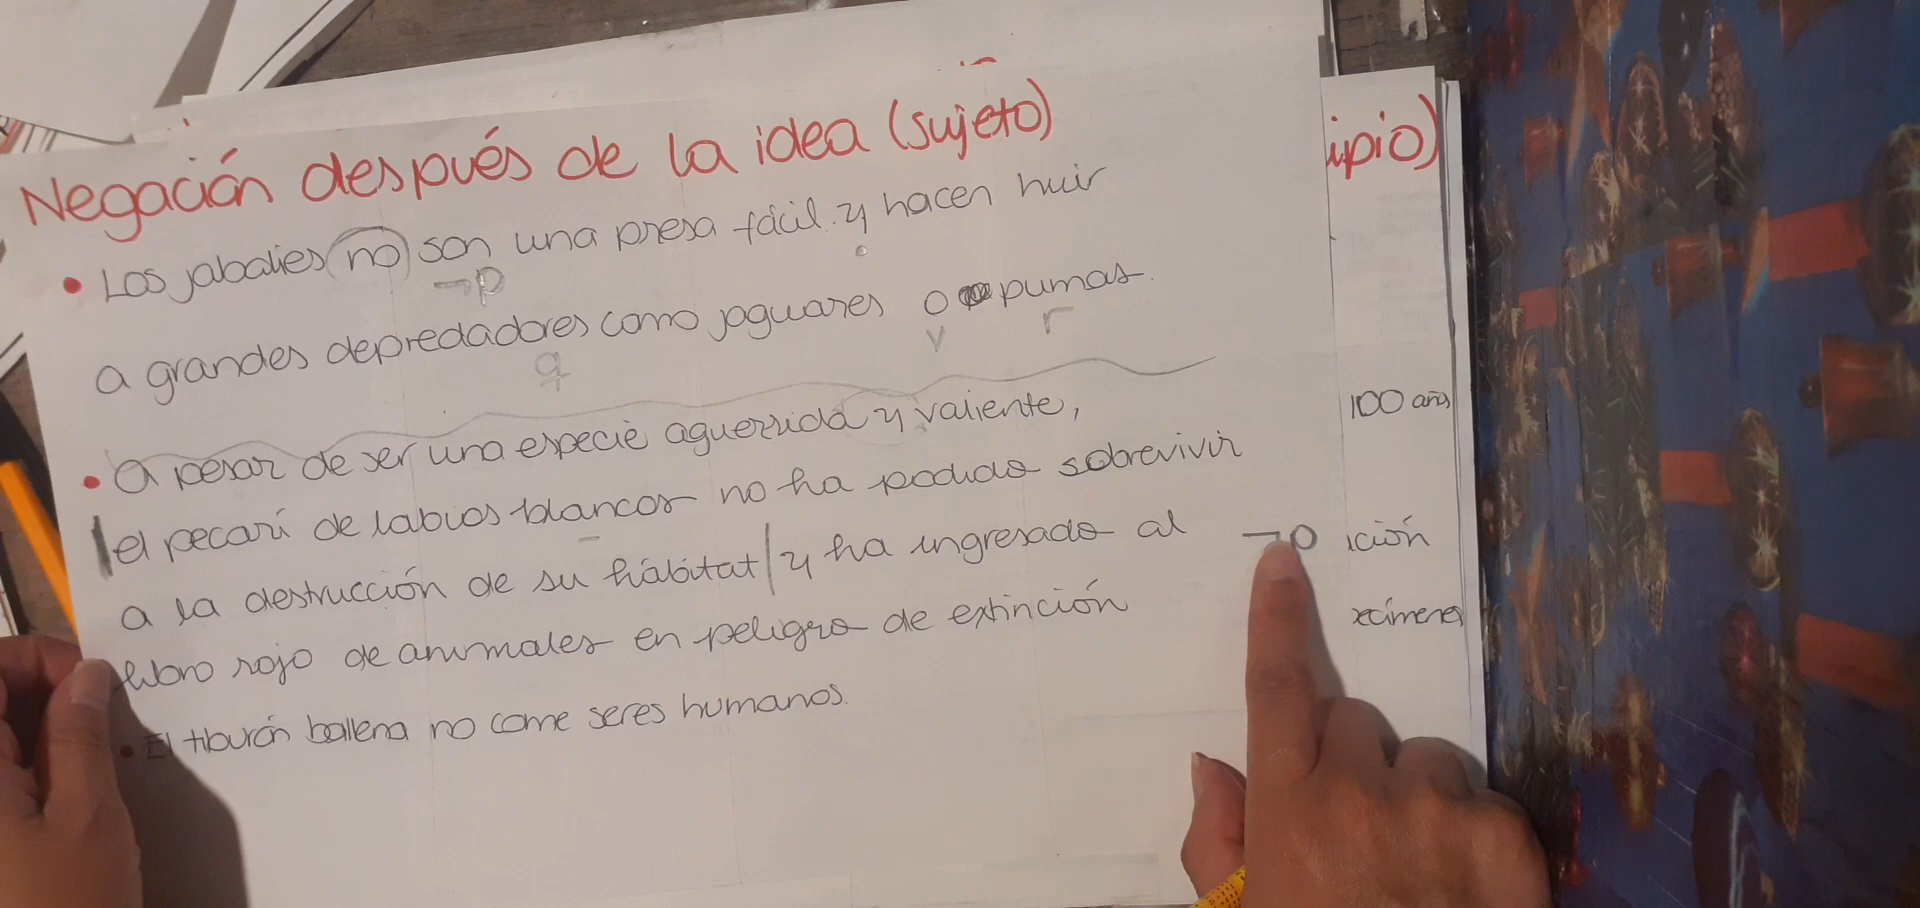 Negación después de la idea (sujeto)
ipio)
• Los jabalies no son una presa fácil y hacen huir
¬p
a grandes depredadores como jaguares o pumas.
q v r
• A pesar de ser una especie aguerrida y valiente,
100 años
el pecarí de labios blancos no ha podido sobrevivir
a la destrucción de su hábitat / y ha ingresado al ¬p
ición
libro rojo de animales en peligro de extinción
xcímenes
• El tiburón ballena no come seres humanos.